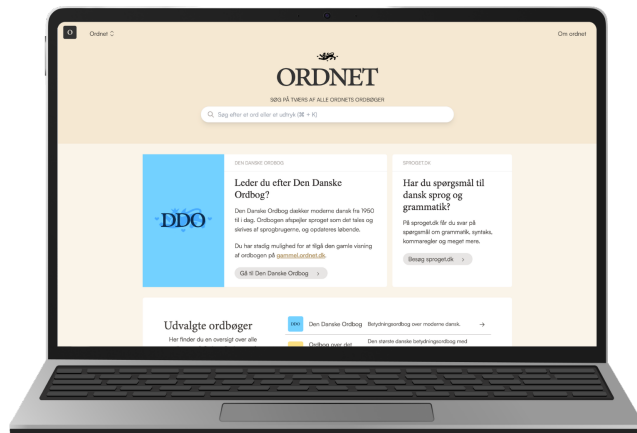 O Ordnet
Om ordnet
ORDNET
SØG PÅ TVÆRS AF ALLE ORDNETS ORDBØGER
Søg efter et ord eller et udtryk (⌘ + K)
DDO
DEN DANSKE ORDBOG
Leder du efter Den Danske
Ordbog?
Den Danske Ordbog dækker moderne dansk fra 1950
til i dag. Ordbogen afspejler sproget som det tales og
skrives af sprogbrugerne, og opdateres løbende.
Du har stadig mulighed for at tilgå den gamle visning
af ordbogen på gammel.ordnet.dk.
Gå til Den Danske Ordbog >
SPROGET.DK
Har du spørgsmål til
dansk sprog og
grammatik?
På sproget.dk får du svar på
spørgsmål om grammatik, syntaks,
kommaregler og meget mere.
Besøg sproget.dk >
Udvalgte ordbøger
Her finder du en oversigt over alle
DDO Den Danske Ordbog Betydningsordbog over moderne dansk. →
Ordbog over det Den største danske betydningsordbog med